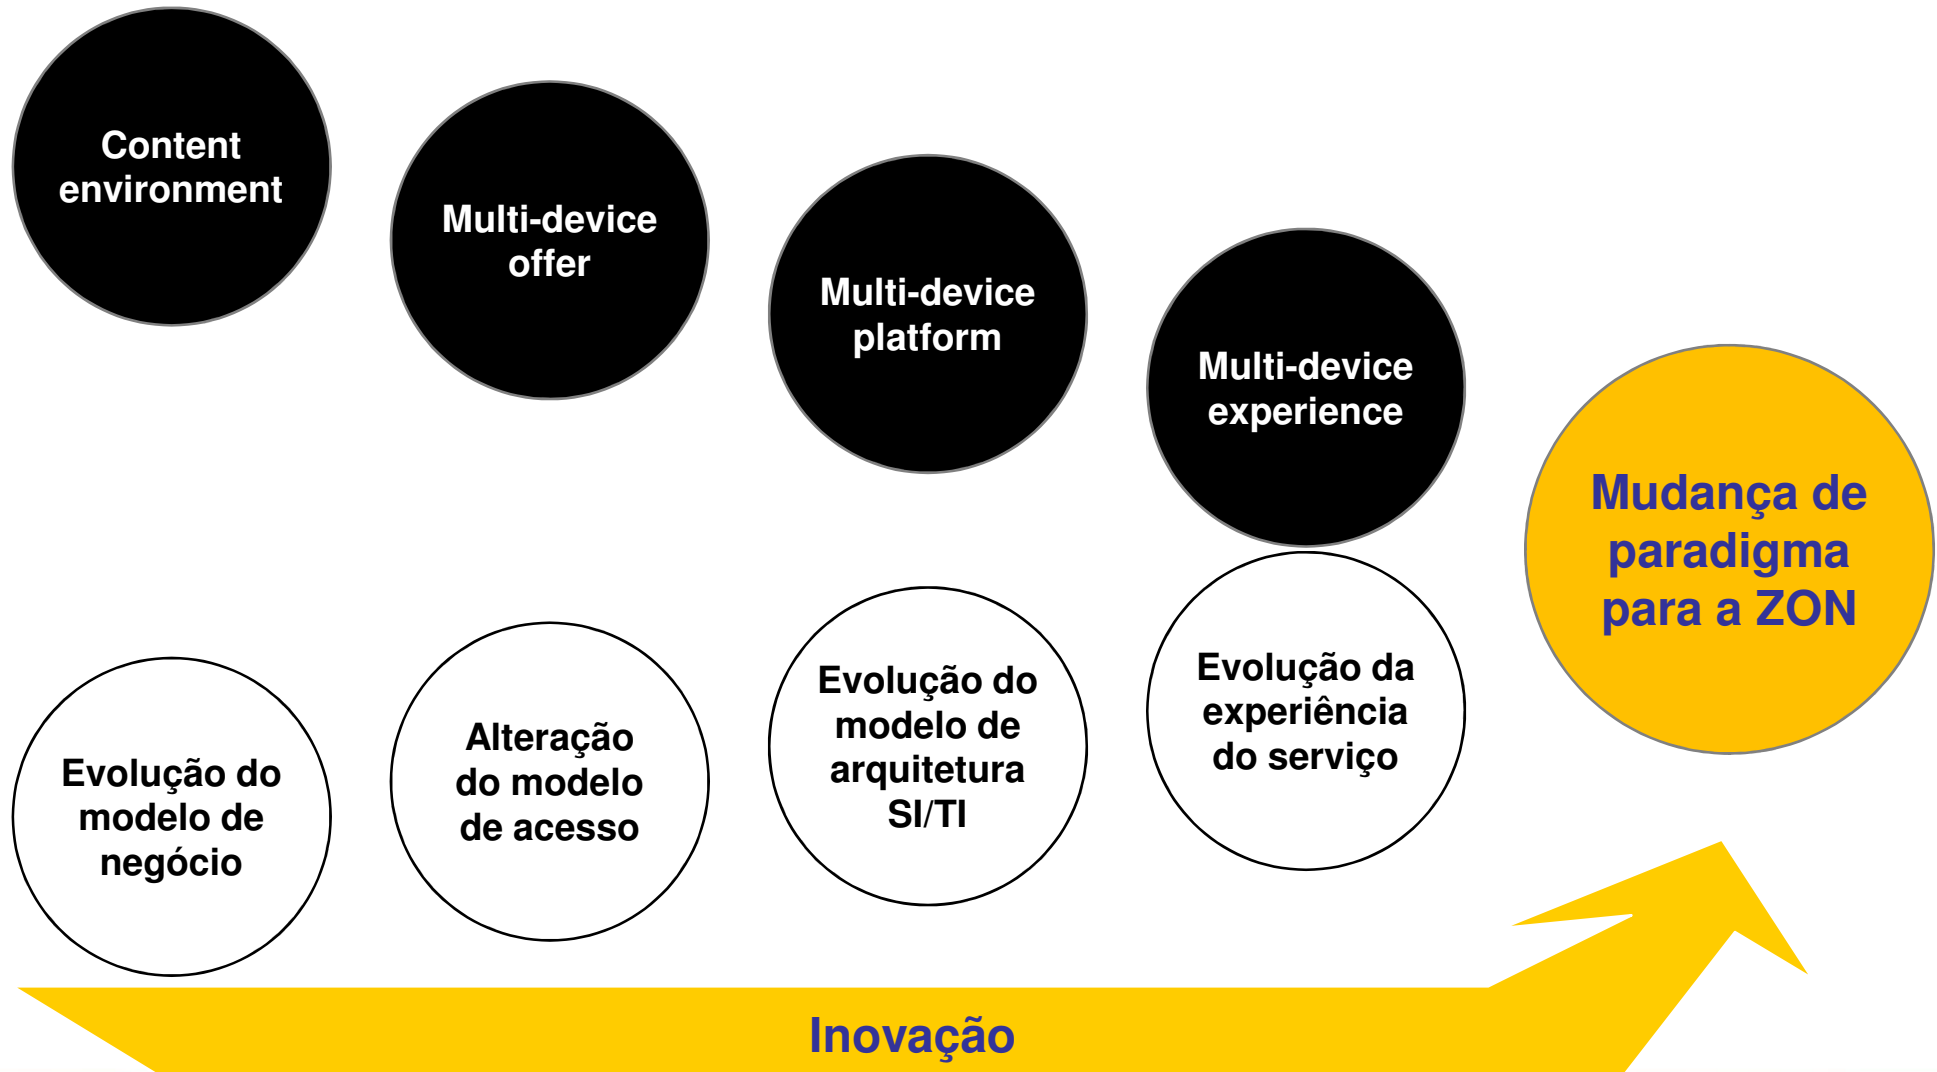 Content
environment
Multi-device
offer
Multi-device
platform
Multi-device
experience
Mudança de
paradigma
para a ZON
Evolução do
modelo de
negócio
Alteração
do modelo
de acesso
Evolução do
modelo de
arquitetura
SI/TI
Evolução da
experiência
do serviço
Inovação